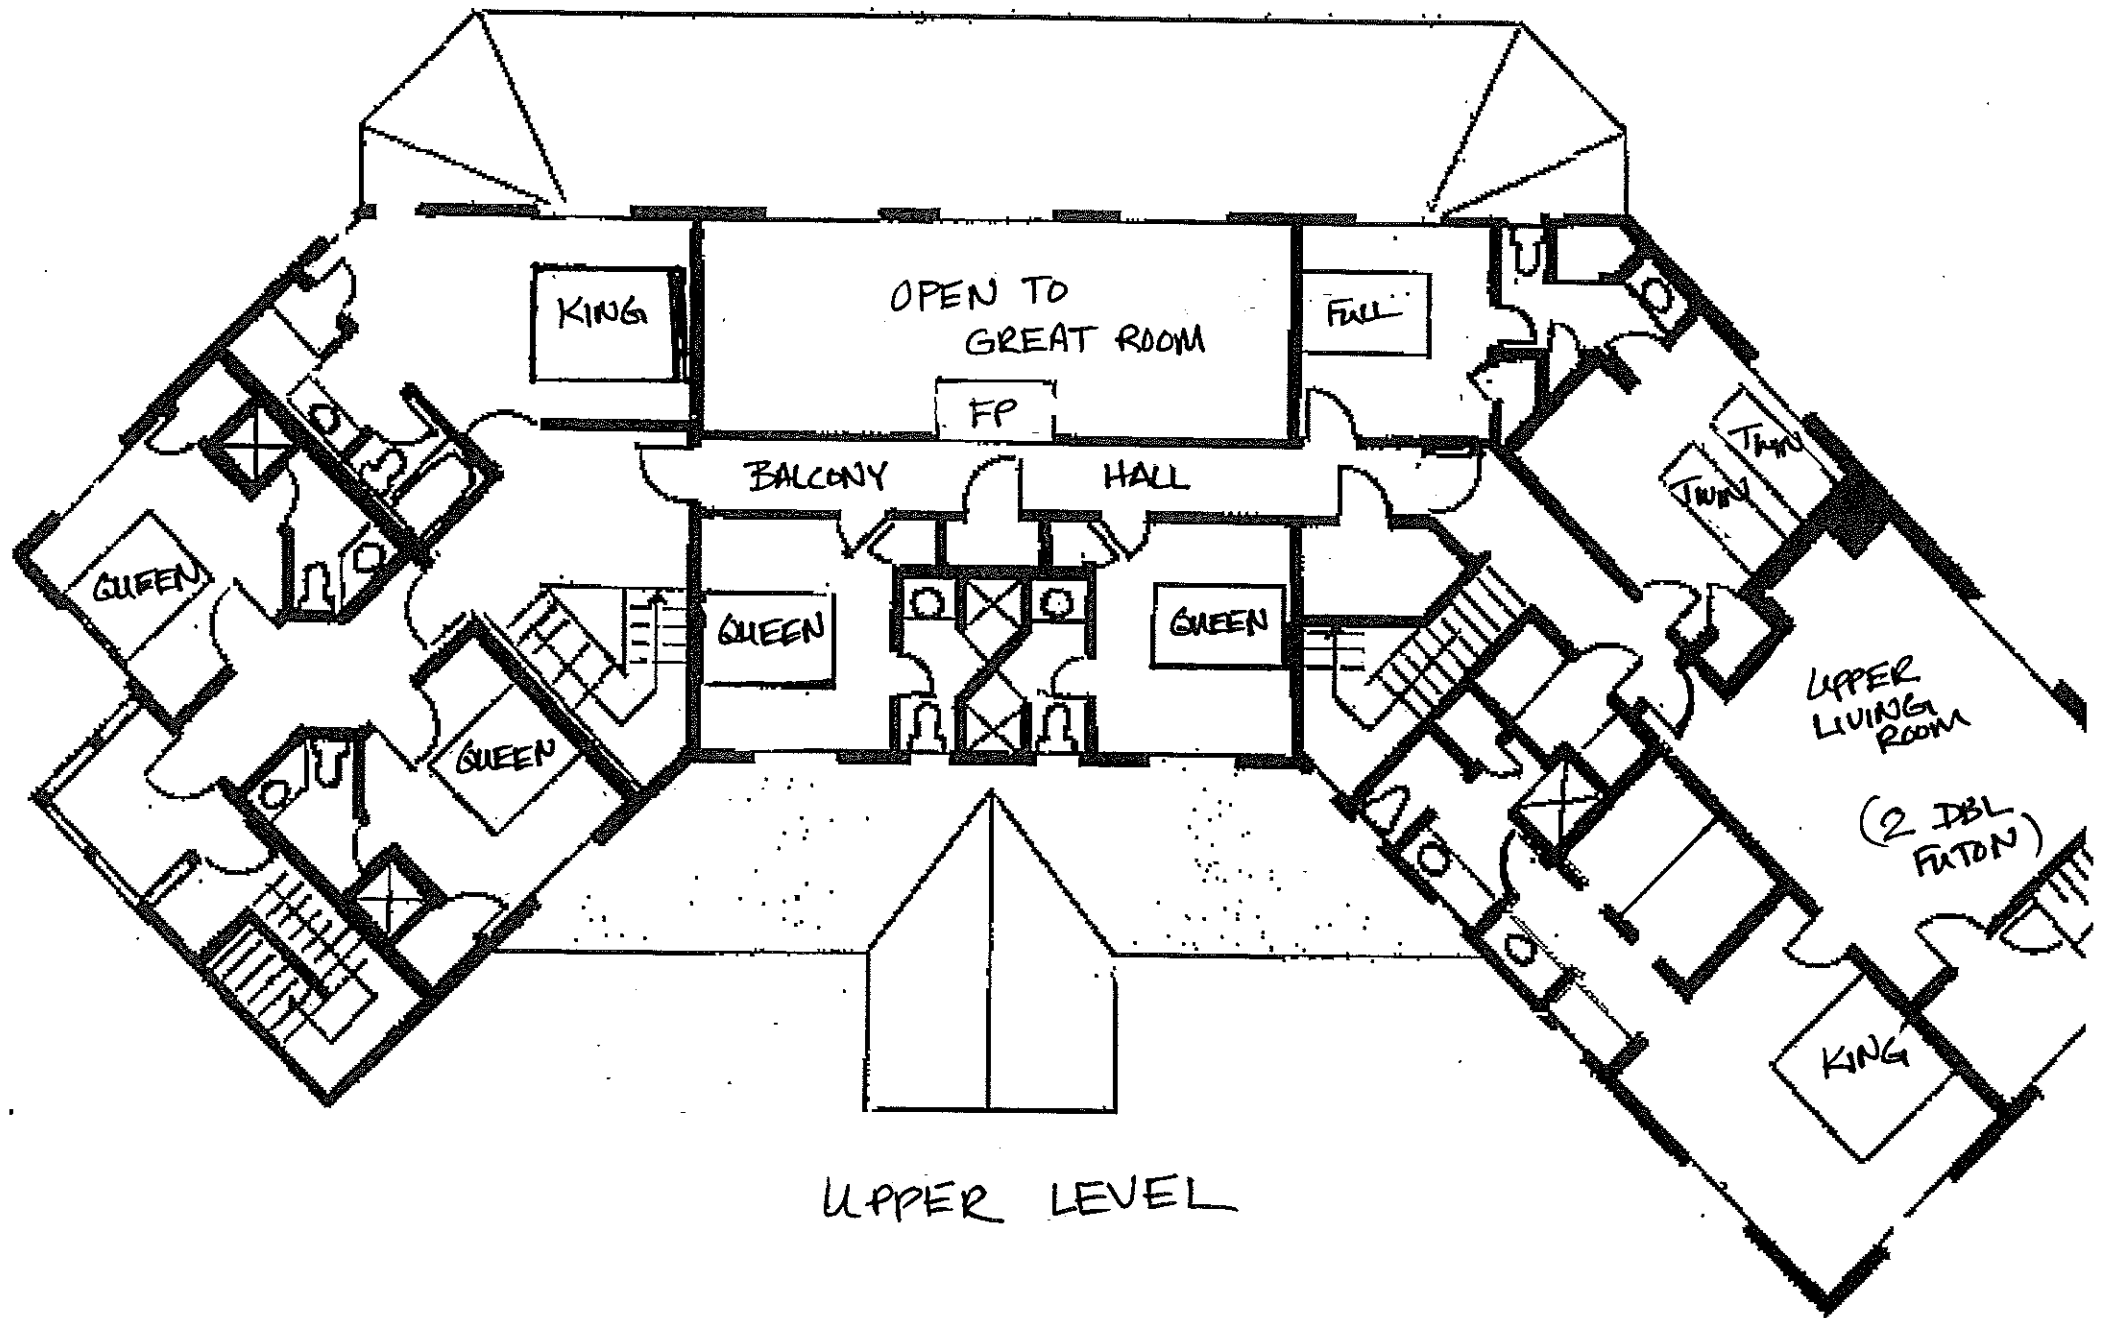 KING
OPEN TO
GREAT ROOM
FULL
FP
TWIN
TWIN
BALCONY HALL
QUEEN
QUEEN
QUEEN
QUEEN
UPPER
LIVING
ROOM
(2 DBL
FUTON)
KING
UPPER LEVEL